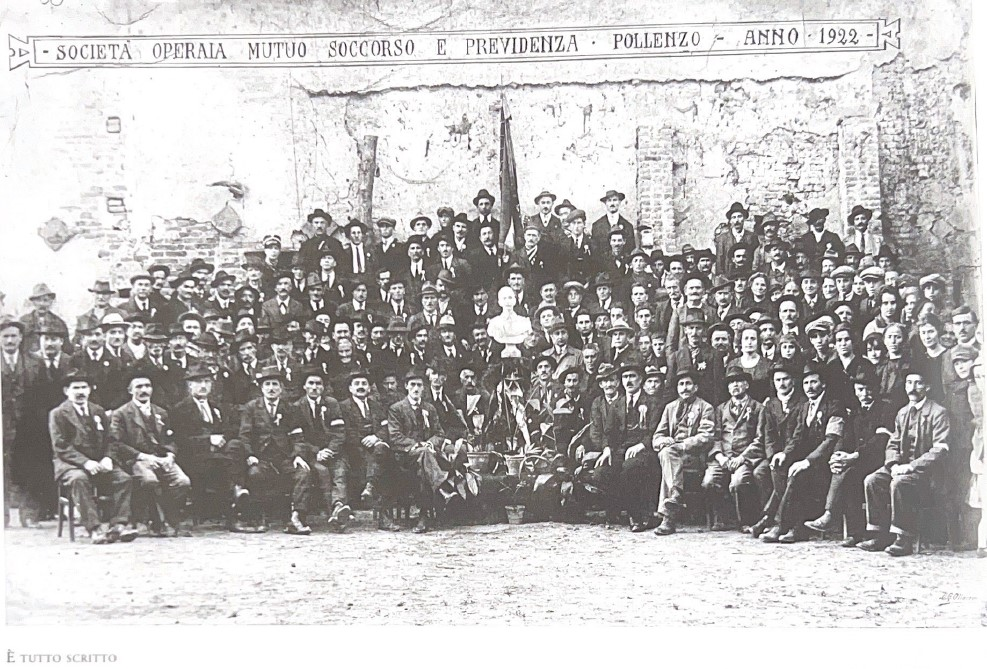 - SOCIETÀ OPERAIA MUTUO SOCCORSO E PREVIDENZA · POLLENZO - ANNO · 1922 -
È TUTTO SCRITTO